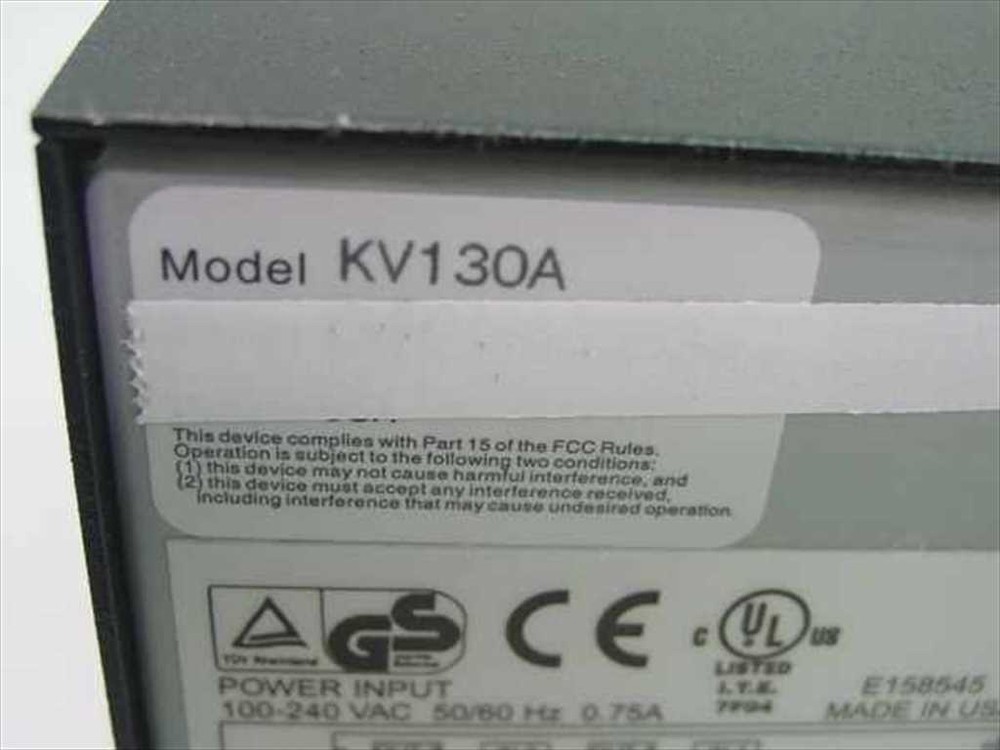 Model KV130A
This device complies with Part 15 of the FCC Rules.
Operation is subject to the following two conditions:
(1) this device may not cause harmful interference, and
(2) this device must accept any interference received,
including interference that may cause undesired operation.
TÜV Rheinland
GS
CE
C UL US
LISTED
I.T.E.
E158545
POWER INPUT
100-240 VAC 50/60 Hz 0.75A
MADE IN US